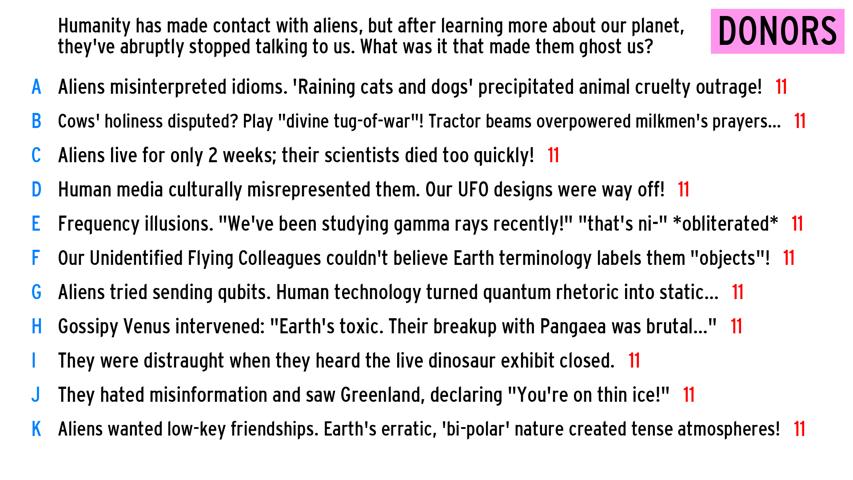 Humanity has made contact with aliens, but after learning more about our planet,
they've abruptly stopped talking to us. What was it that made them ghost us?
DONORS
A Aliens misinterpreted idioms. 'Raining cats and dogs' precipitated animal cruelty outrage! 11
B Cows' holiness disputed? Play "divine tug-of-war"! Tractor beams overpowered milkmen's prayers... 11
C Aliens live for only 2 weeks; their scientists died too quickly! 11
D Human media culturally misrepresented them. Our UFO designs were way off! 11
E Frequency illusions. "We've been studying gamma rays recently!" "that's ni-" *obliterated* 11
F Our Unidentified Flying Colleagues couldn't believe Earth terminology labels them "objects"! 11
G Aliens tried sending qubits. Human technology turned quantum rhetoric into static... 11
H Gossipy Venus intervened: "Earth's toxic. Their breakup with Pangaea was brutal..." 11
I They were distraught when they heard the live dinosaur exhibit closed. 11
J They hated misinformation and saw Greenland, declaring "You're on thin ice!" 11
K Aliens wanted low-key friendships. Earth's erratic, 'bi-polar' nature created tense atmospheres! 11